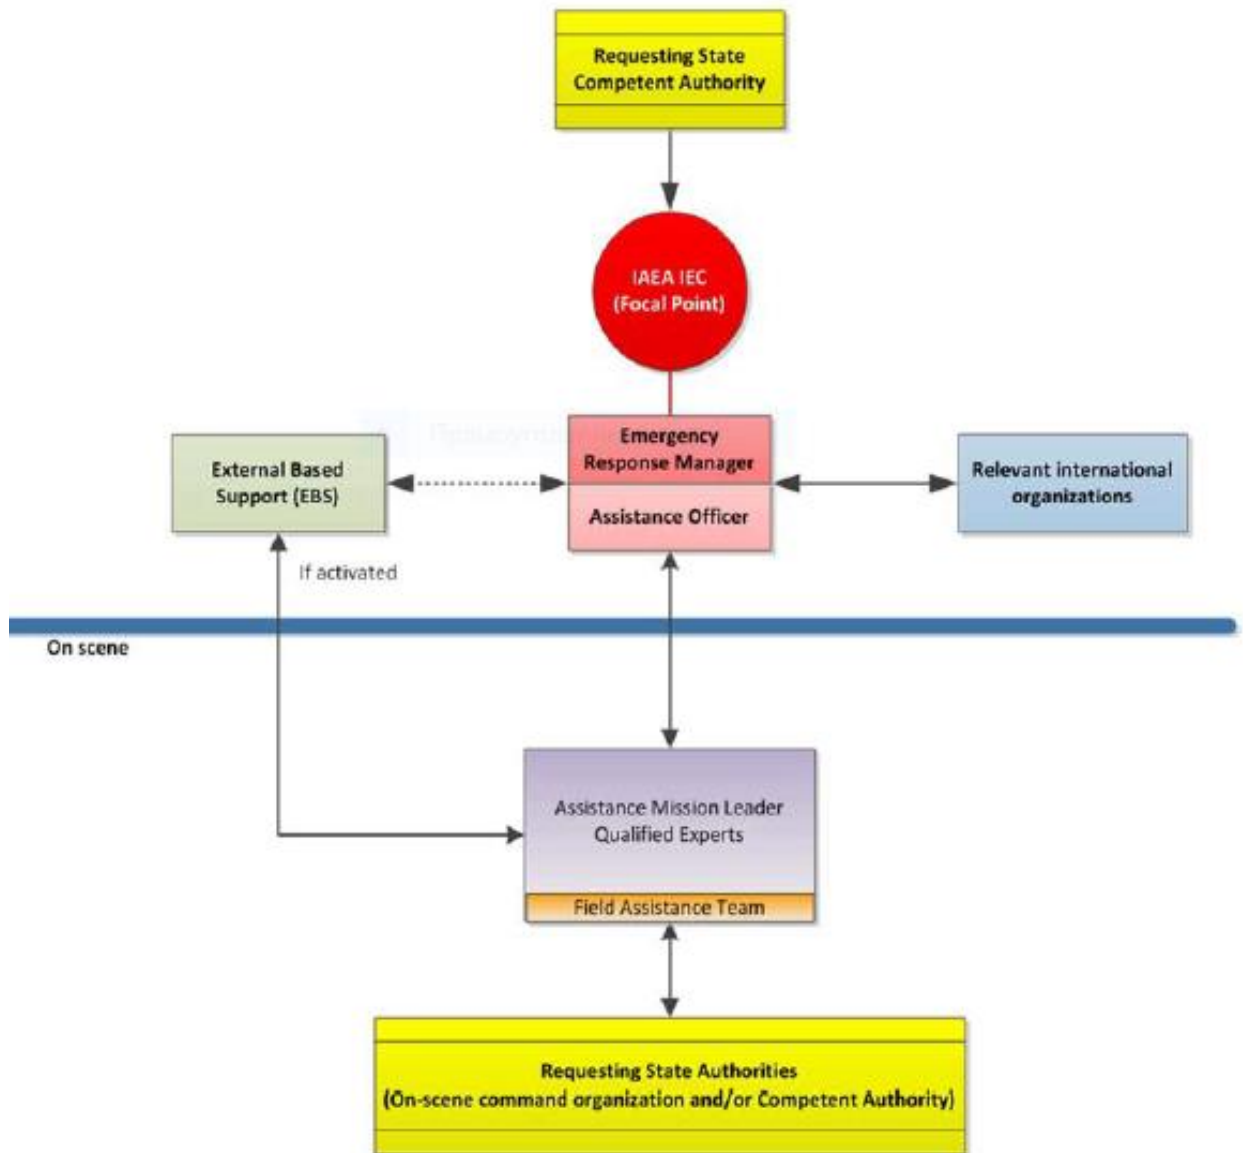 Requesting State
Competent Authority
IAEA IEC
(Focal Point)
Emergency
Response Manager
Assistance Officer
External Based
Support (EBS)
Relevant international
organizations
If activated
On scene
Assistance Mission Leader
Qualified Experts
Field Assistance Team
Requesting State Authorities
(On-scene command organization and/or Competent Authority)